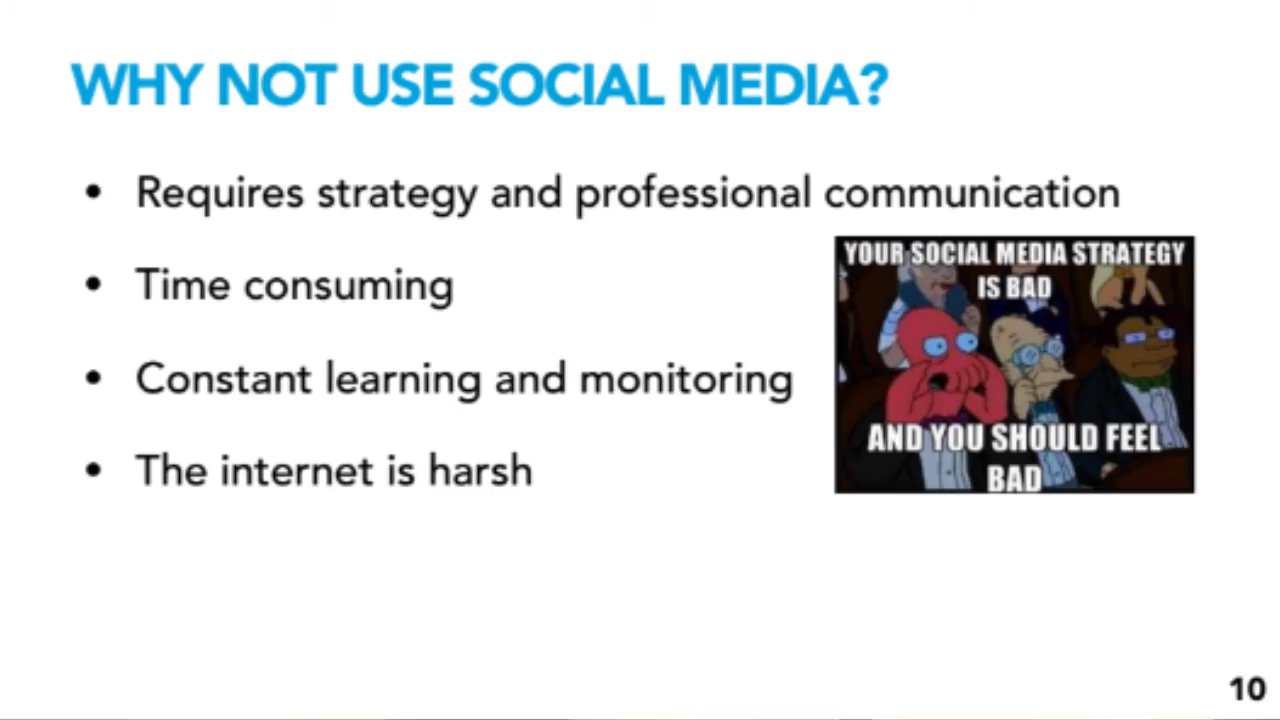 WHY NOT USE SOCIAL MEDIA?
• Requires strategy and professional communication
• Time consuming
• Constant learning and monitoring
• The internet is harsh
YOUR SOCIAL MEDIA STRATEGY
IS BAD
AND YOU SHOULD FEEL
BAD
10